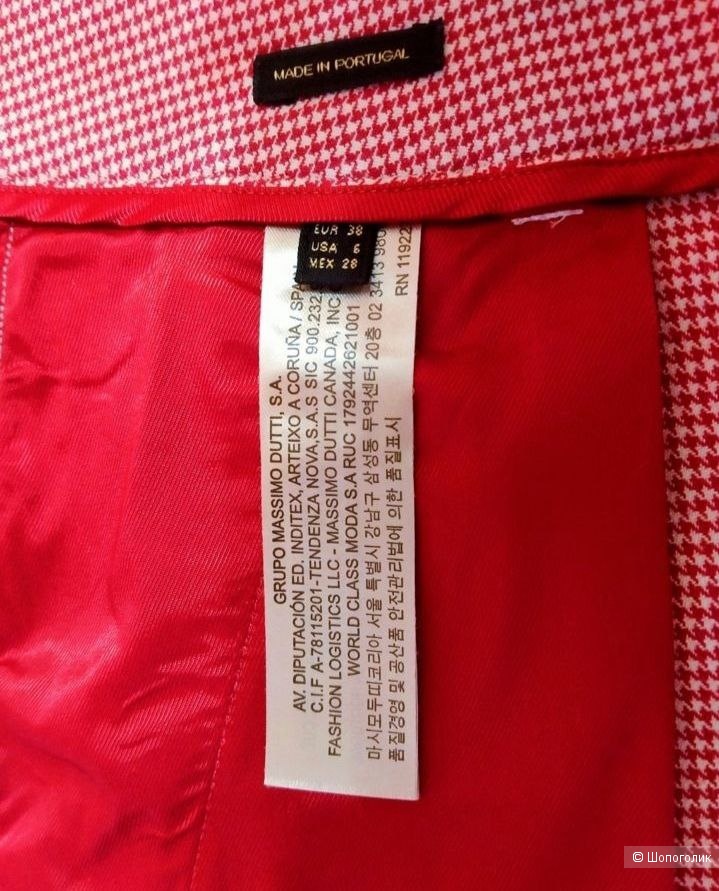 MADE IN PORTUGAL
EUR 38
USA 6
MEX 28
GRUPO MASSIMO DUTTI, S.A.
AV. DIPUTACIÓN ED. INDITEX, ARTEIXO A CORUÑA / SPAIN
C.I.F A-78115201-TENDENZA NOVA,S.A.S SIC 900.232
FASHION LOGISTICS LLC - MASSIMO DUTTI CANADA, INC
WORLD CLASS MODA S.A RUC 1792442621001
마시모두띠코리아 서울 특별시 강남구 삼성동 무역센터 20층 02 3413 980
품질경영 및 공산품 안전관리법에 의한 품질표시
RN 11922
© Шопоголик